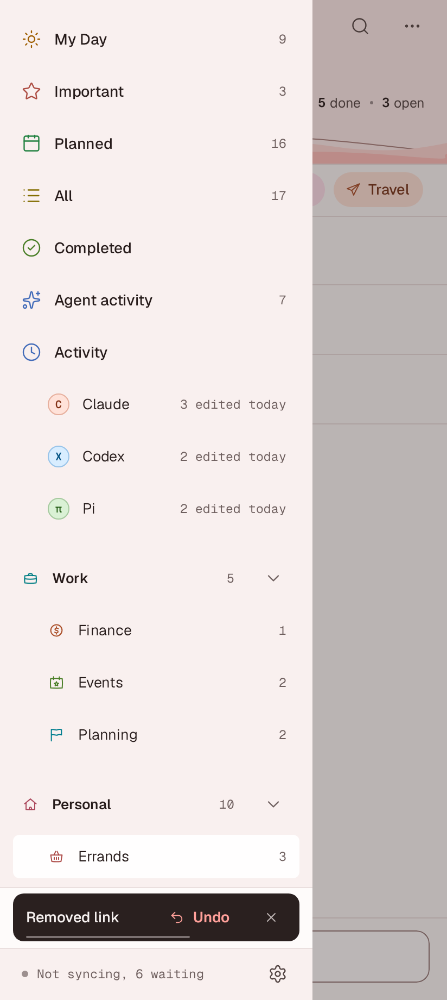 My Day 9
5 done • 3 open
Important 3
Planned 16
All 17
Travel
Completed
Agent activity 7
Activity
C Claude 3 edited today
X Codex 2 edited today
π Pi 2 edited today
Work 5
Finance 1
Events 2
Planning 2
Personal 10
Errands 3
Removed link Undo
Not syncing, 6 waiting